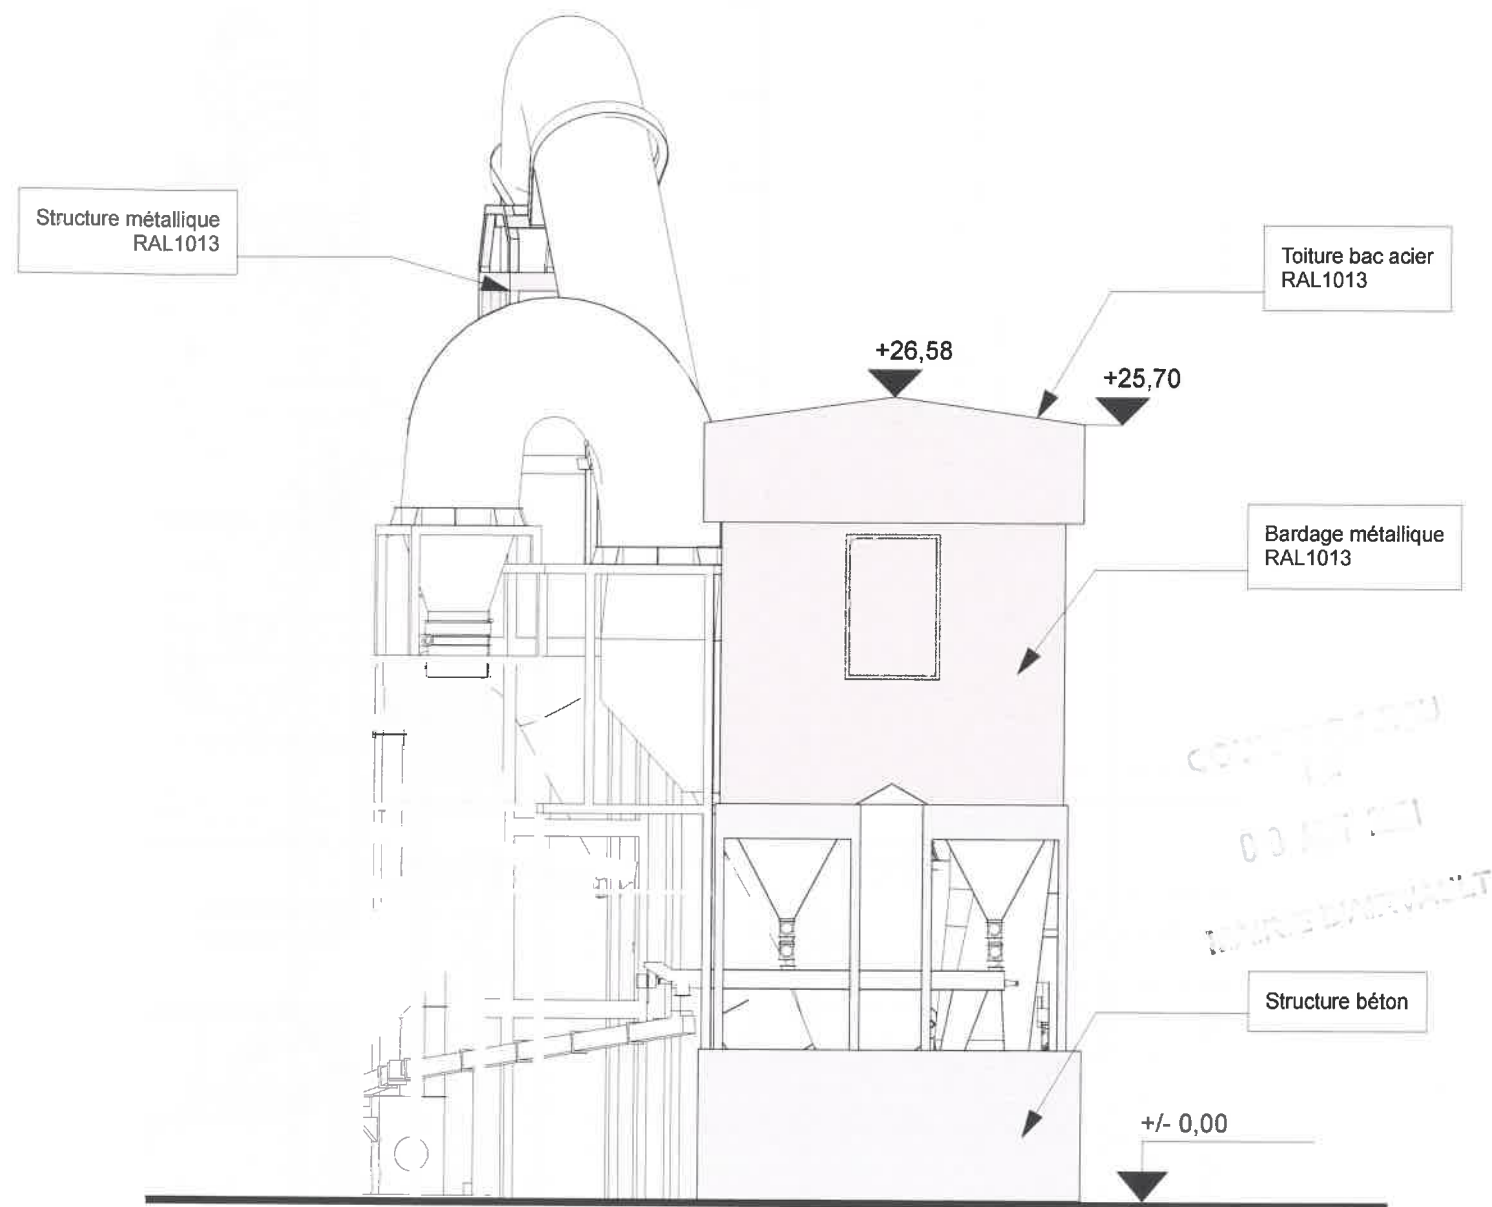 Structure métallique
RAL1013
Toiture bac acier
RAL1013
+26,58
+25,70
Bardage métallique
RAL1013
Structure béton
+/- 0,00